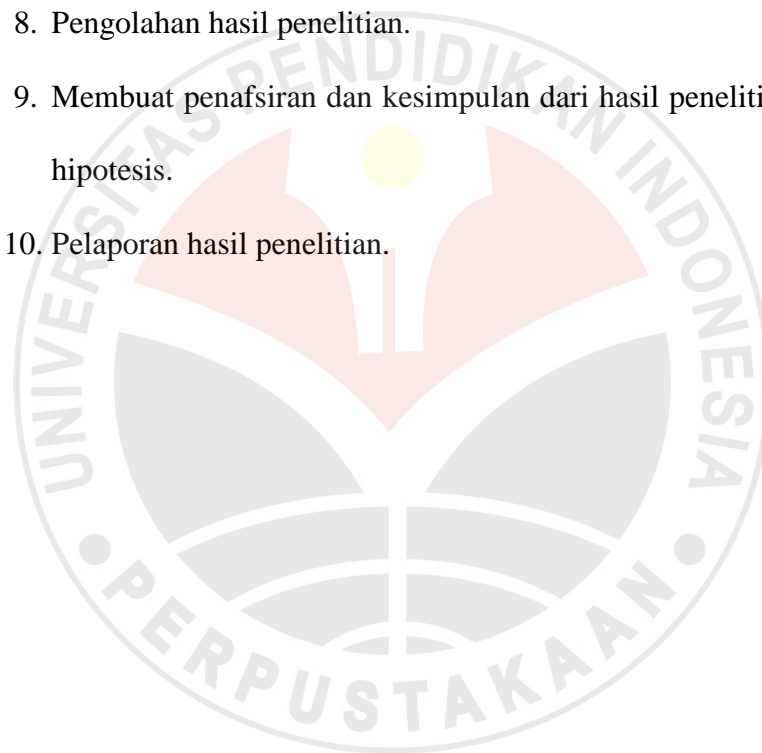 8. Pengolahan hasil penelitian.
9. Membuat penafsiran dan kesimpulan dari hasil peneliti
hipotesis.
10. Pelaporan hasil penelitian.
UNIVERSITAS PENDIDIKAN INDONESIA
PERPUSTAKAAN